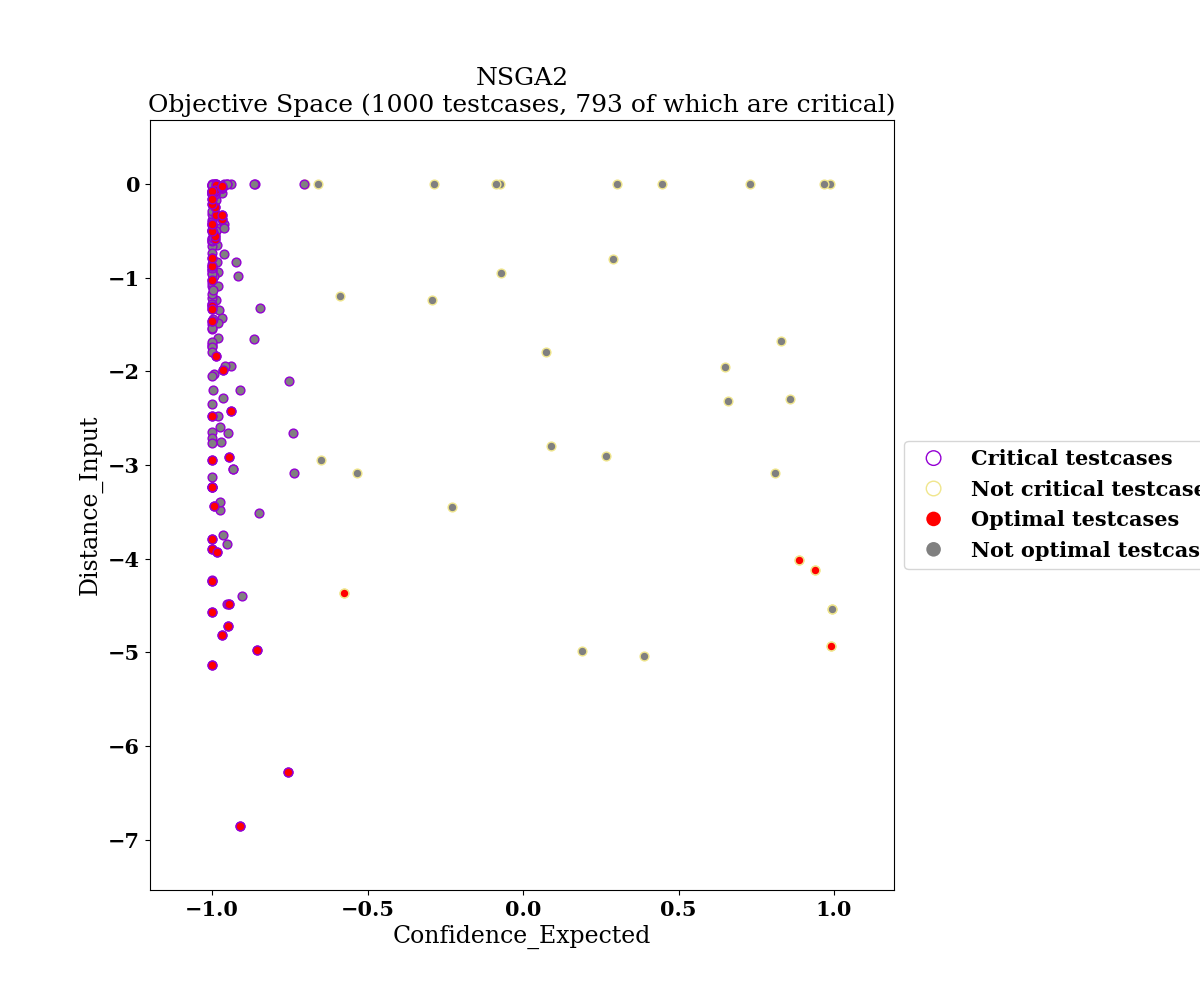 NSGA2
Objective Space (1000 testcases, 793 of which are critical)
0
−1
−2
−3
−4
−5
−6
−7
Distance_Input
−1.0
−0.5
0.0
0.5
1.0
Confidence_Expected
Critical testcases
Not critical testcase
Optimal testcases
Not optimal testcas